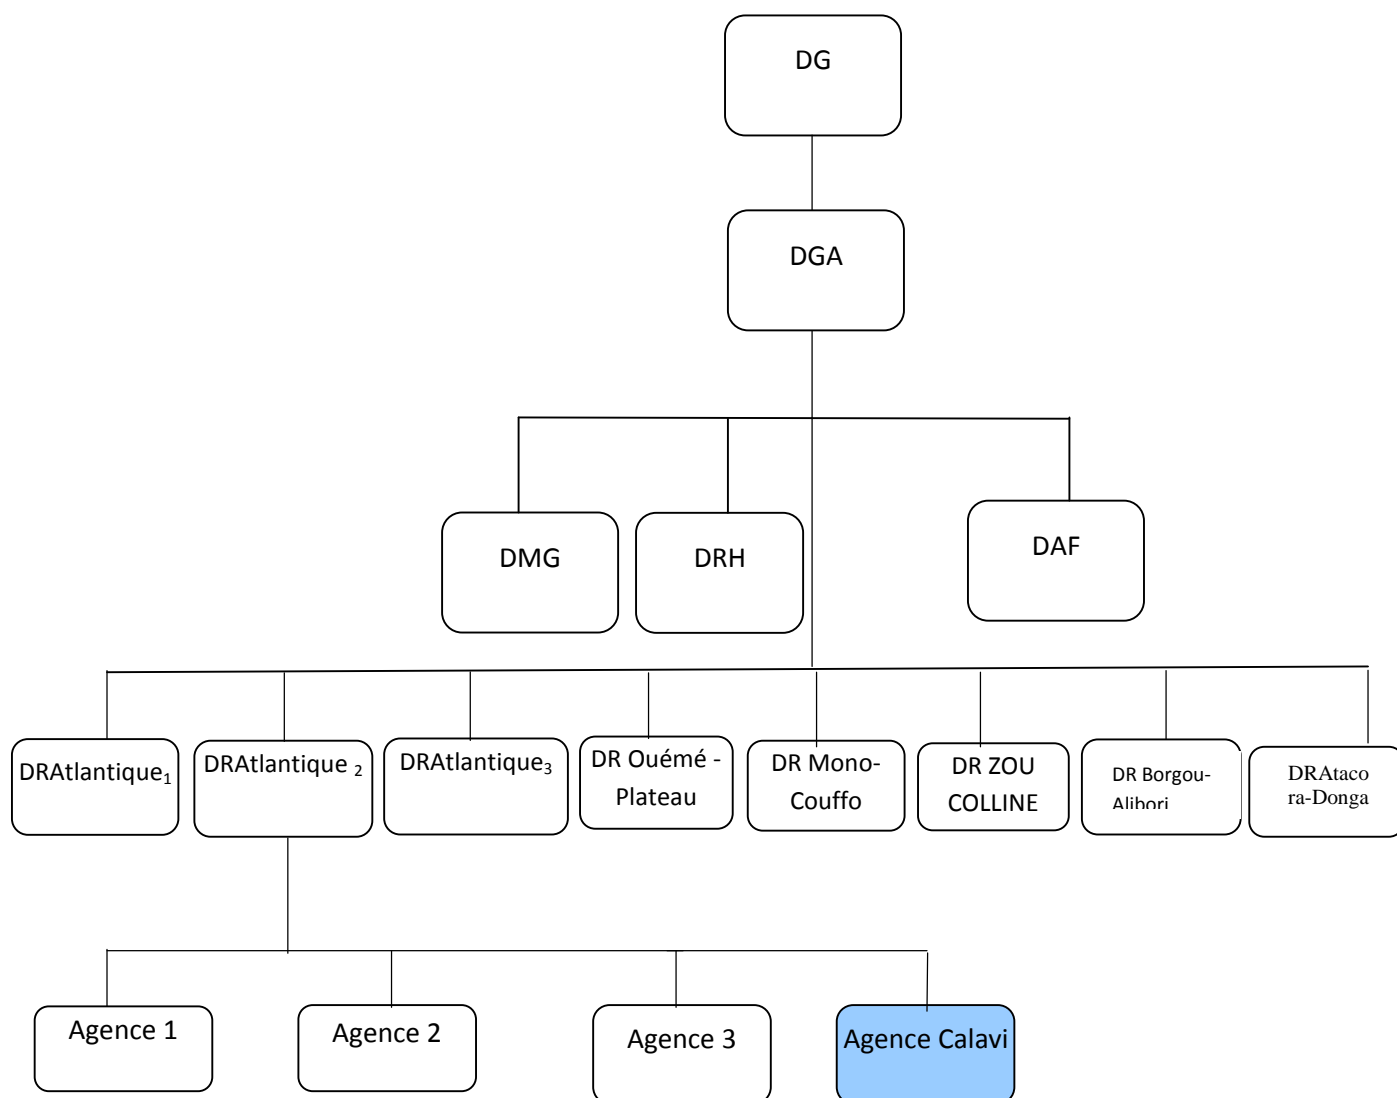 DG
DGA
DMG
DRH
DAF
DRAtlantique₁
DRAtlantique ₂
DRAtlantique₃
DR Ouémé -
Plateau
DR Mono-
Couffo
DR ZOU
COLLINE
DR Borgou-
Alibori
DRAtaco
ra-Donga
Agence 1
Agence 2
Agence 3
Agence Calavi